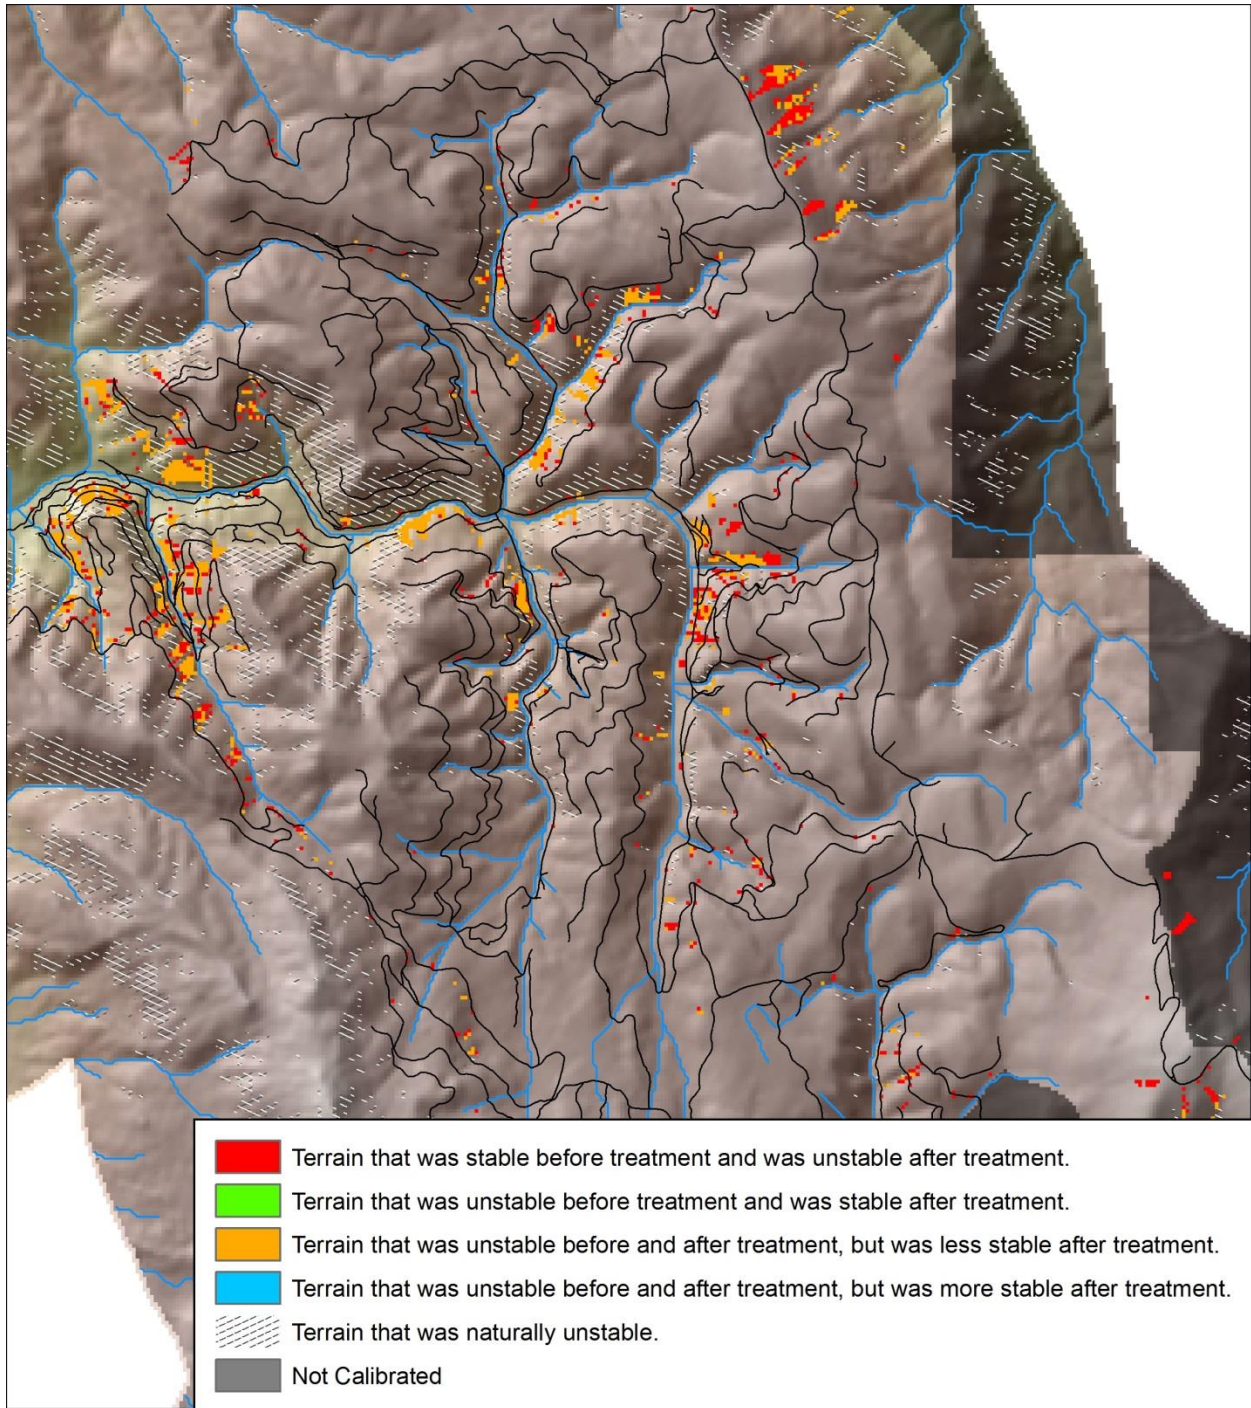 Terrain that was stable before treatment and was unstable after treatment.
Terrain that was unstable before treatment and was stable after treatment.
Terrain that was unstable before and after treatment, but was less stable after treatment.
Terrain that was unstable before and after treatment, but was more stable after treatment.
Terrain that was naturally unstable.
Not Calibrated